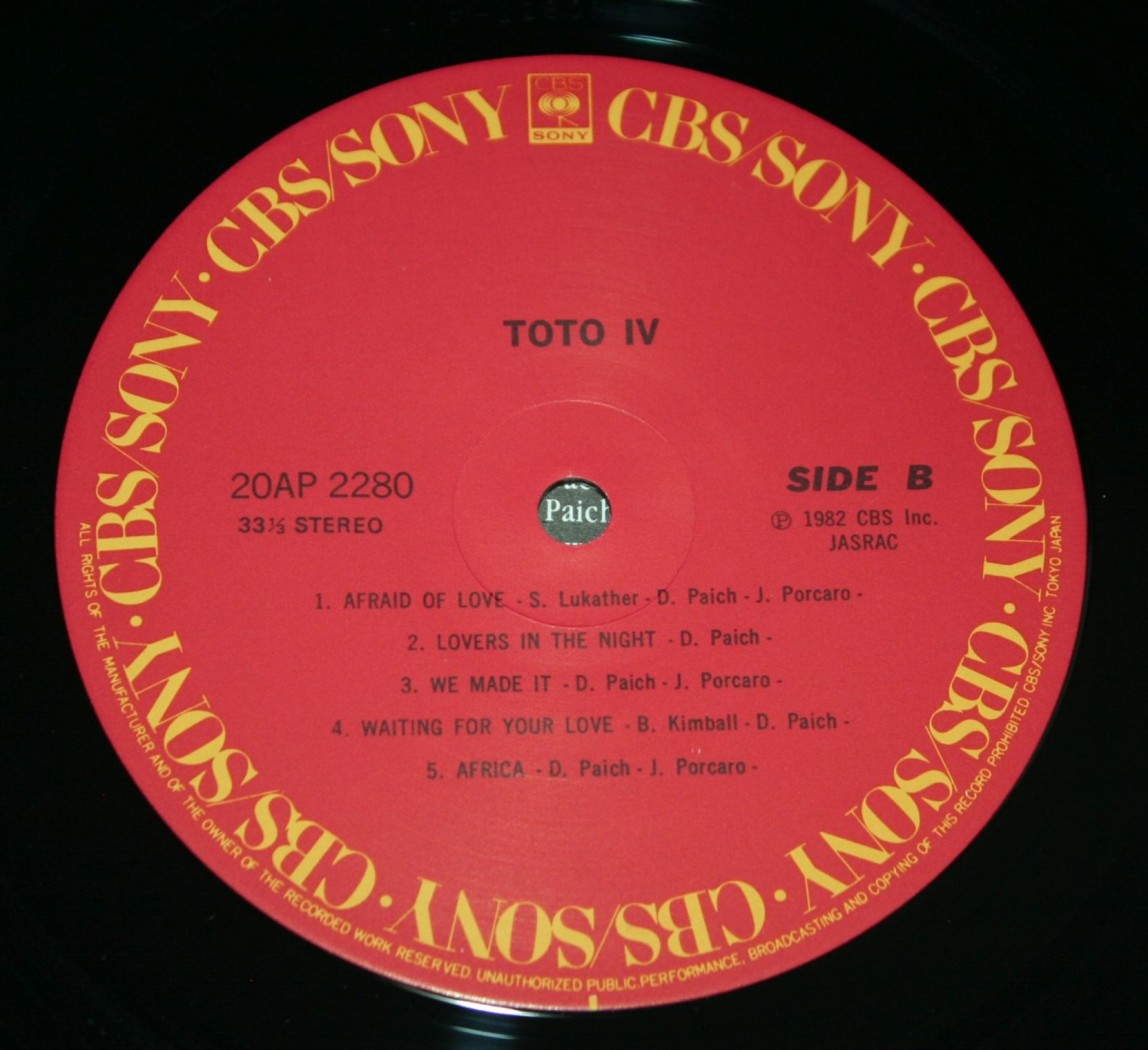 CBS
SONY
CBS/SONY · CBS/SONY · CBS/SONY · CBS/SONY · CBS/SONY · CBS/SONY · CBS/SONY · CBS/SONY
TOTO IV
20AP 2280
33⅓ STEREO
SIDE B
℗ 1982 CBS Inc.
JASRAC
Paich
1. AFRAID OF LOVE - S. Lukather - D. Paich - J. Porcaro -
2. LOVERS IN THE NIGHT - D. Paich -
3. WE MADE IT - D. Paich - J. Porcaro -
4. WAITING FOR YOUR LOVE - B. Kimball - D. Paich -
5. AFRICA - D. Paich - J. Porcaro -
ALL RIGHTS OF THE MANUFACTURER AND OF THE OWNER OF THE RECORDED WORK RESERVED. UNAUTHORIZED PUBLIC PERFORMANCE, BROADCASTING AND COPYING OF THIS RECORD PROHIBITED CBS/SONY INC TOKYO JAPAN